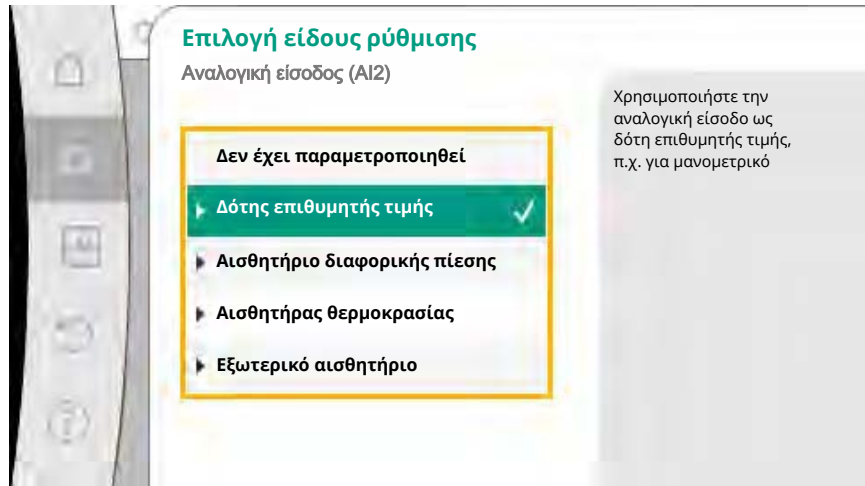 Επιλογή είδους ρύθμισης
Αναλογική είσοδος (AI2)
Δεν έχει παραμετροποιηθεί
Δότης επιθυμητής τιμής
Αισθητήριο διαφορικής πίεσης
Αισθητήρας θερμοκρασίας
Εξωτερικό αισθητήριο
Χρησιμοποιήστε την
αναλογική είσοδο ως
δότη επιθυμητής τιμής,
π.χ. για μανομετρικό